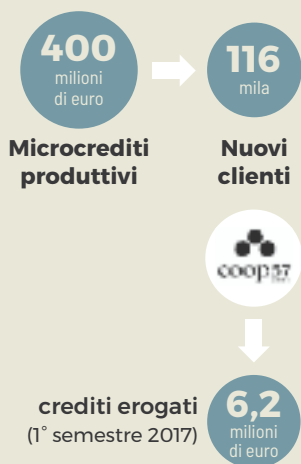 400
milioni
di euro
116
mila
Microcrediti
produttivi
Nuovi
clienti
coop57
crediti erogati
(1° semestre 2017)
6,2
milioni
di euro